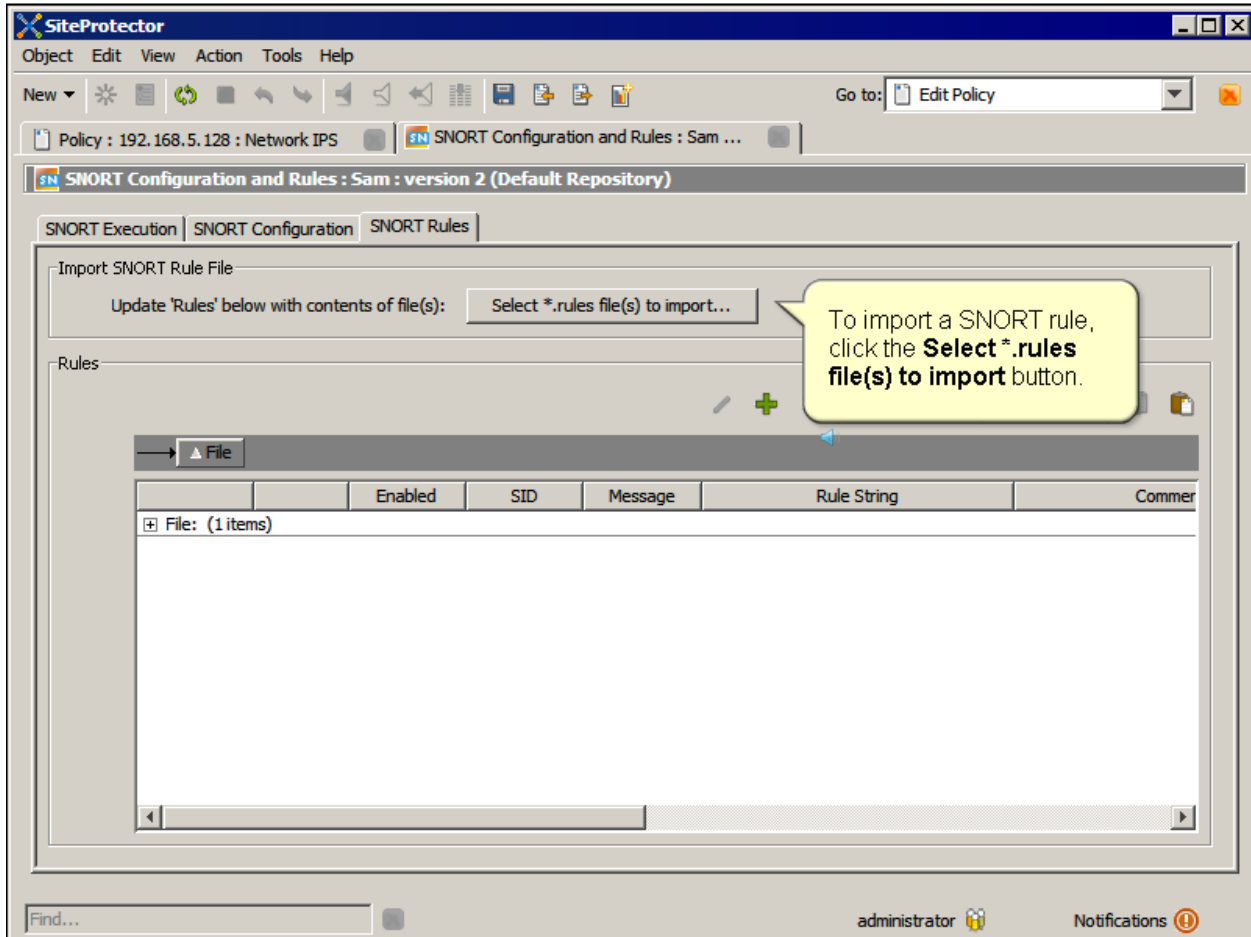 SiteProtector
Object Edit View Action Tools Help
New Go to: Edit Policy
Policy : 192.168.5.128 : Network IPS SNORT Configuration and Rules : Sam ...
SN SNORT Configuration and Rules : Sam : version 2 (Default Repository)
SNORT Execution SNORT Configuration SNORT Rules
Import SNORT Rule File
Update 'Rules' below with contents of file(s): Select *.rules file(s) to import...
To import a SNORT rule,
click the Select *.rules
file(s) to import button.
Rules
File
Enabled SID Message Rule String Commer
File: (1 items)
Find... administrator Notifications